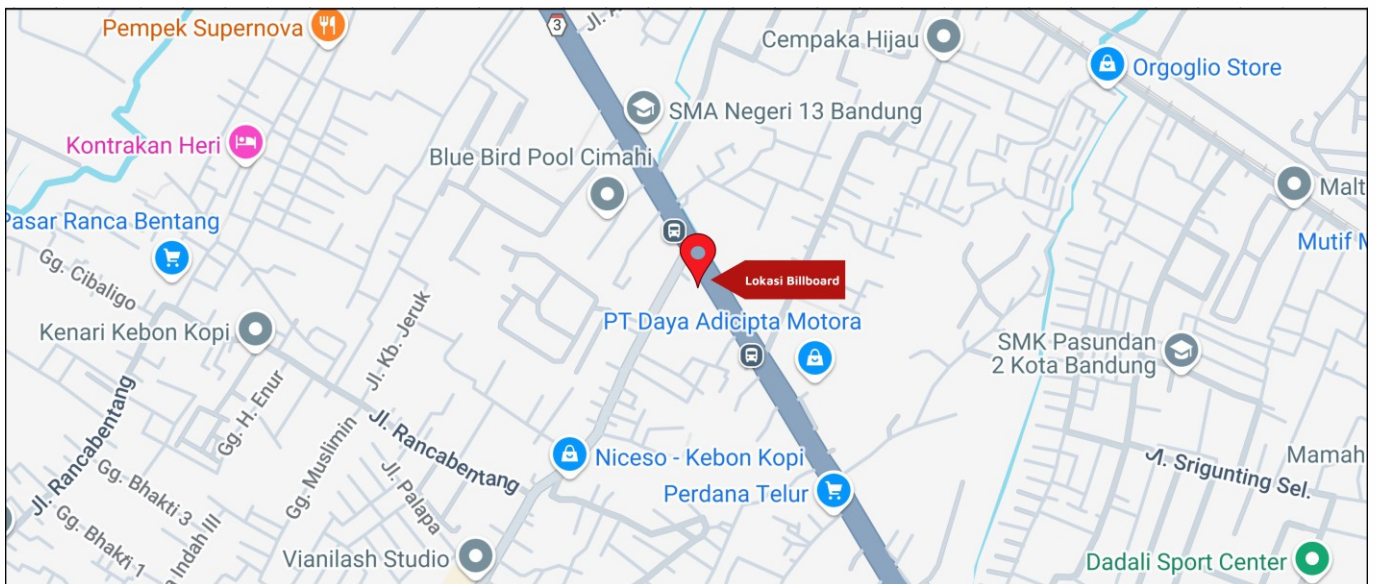 3
Jl. A
Pempek Supernova
Cempaka Hijau
Orgoglio Store
SMA Negeri 13 Bandung
Kontrakan Heri
Blue Bird Pool Cimahi
Malt
Pasar Ranca Bentang
Mutif M
Gg. Cibaligo
Lokasi Billboard
Kenari Kebon Kopi
Jl. Kb. Jeruk
PT Daya Adicipta Motora
SMK Pasundan
2 Kota Bandung
Gg. H. Enur
Jl. Rancabentang
Jl. Rancabentang
Gg. Muslimin
Niceso - Kebon Kopi
Jl. Srigunting Sel.
Mamah
Gg. Bhakti 3
Jl. Palapa
Perdana Telur
Gg. Bhakti 1
a Indah III
Vianilash Studio
Dadali Sport Center